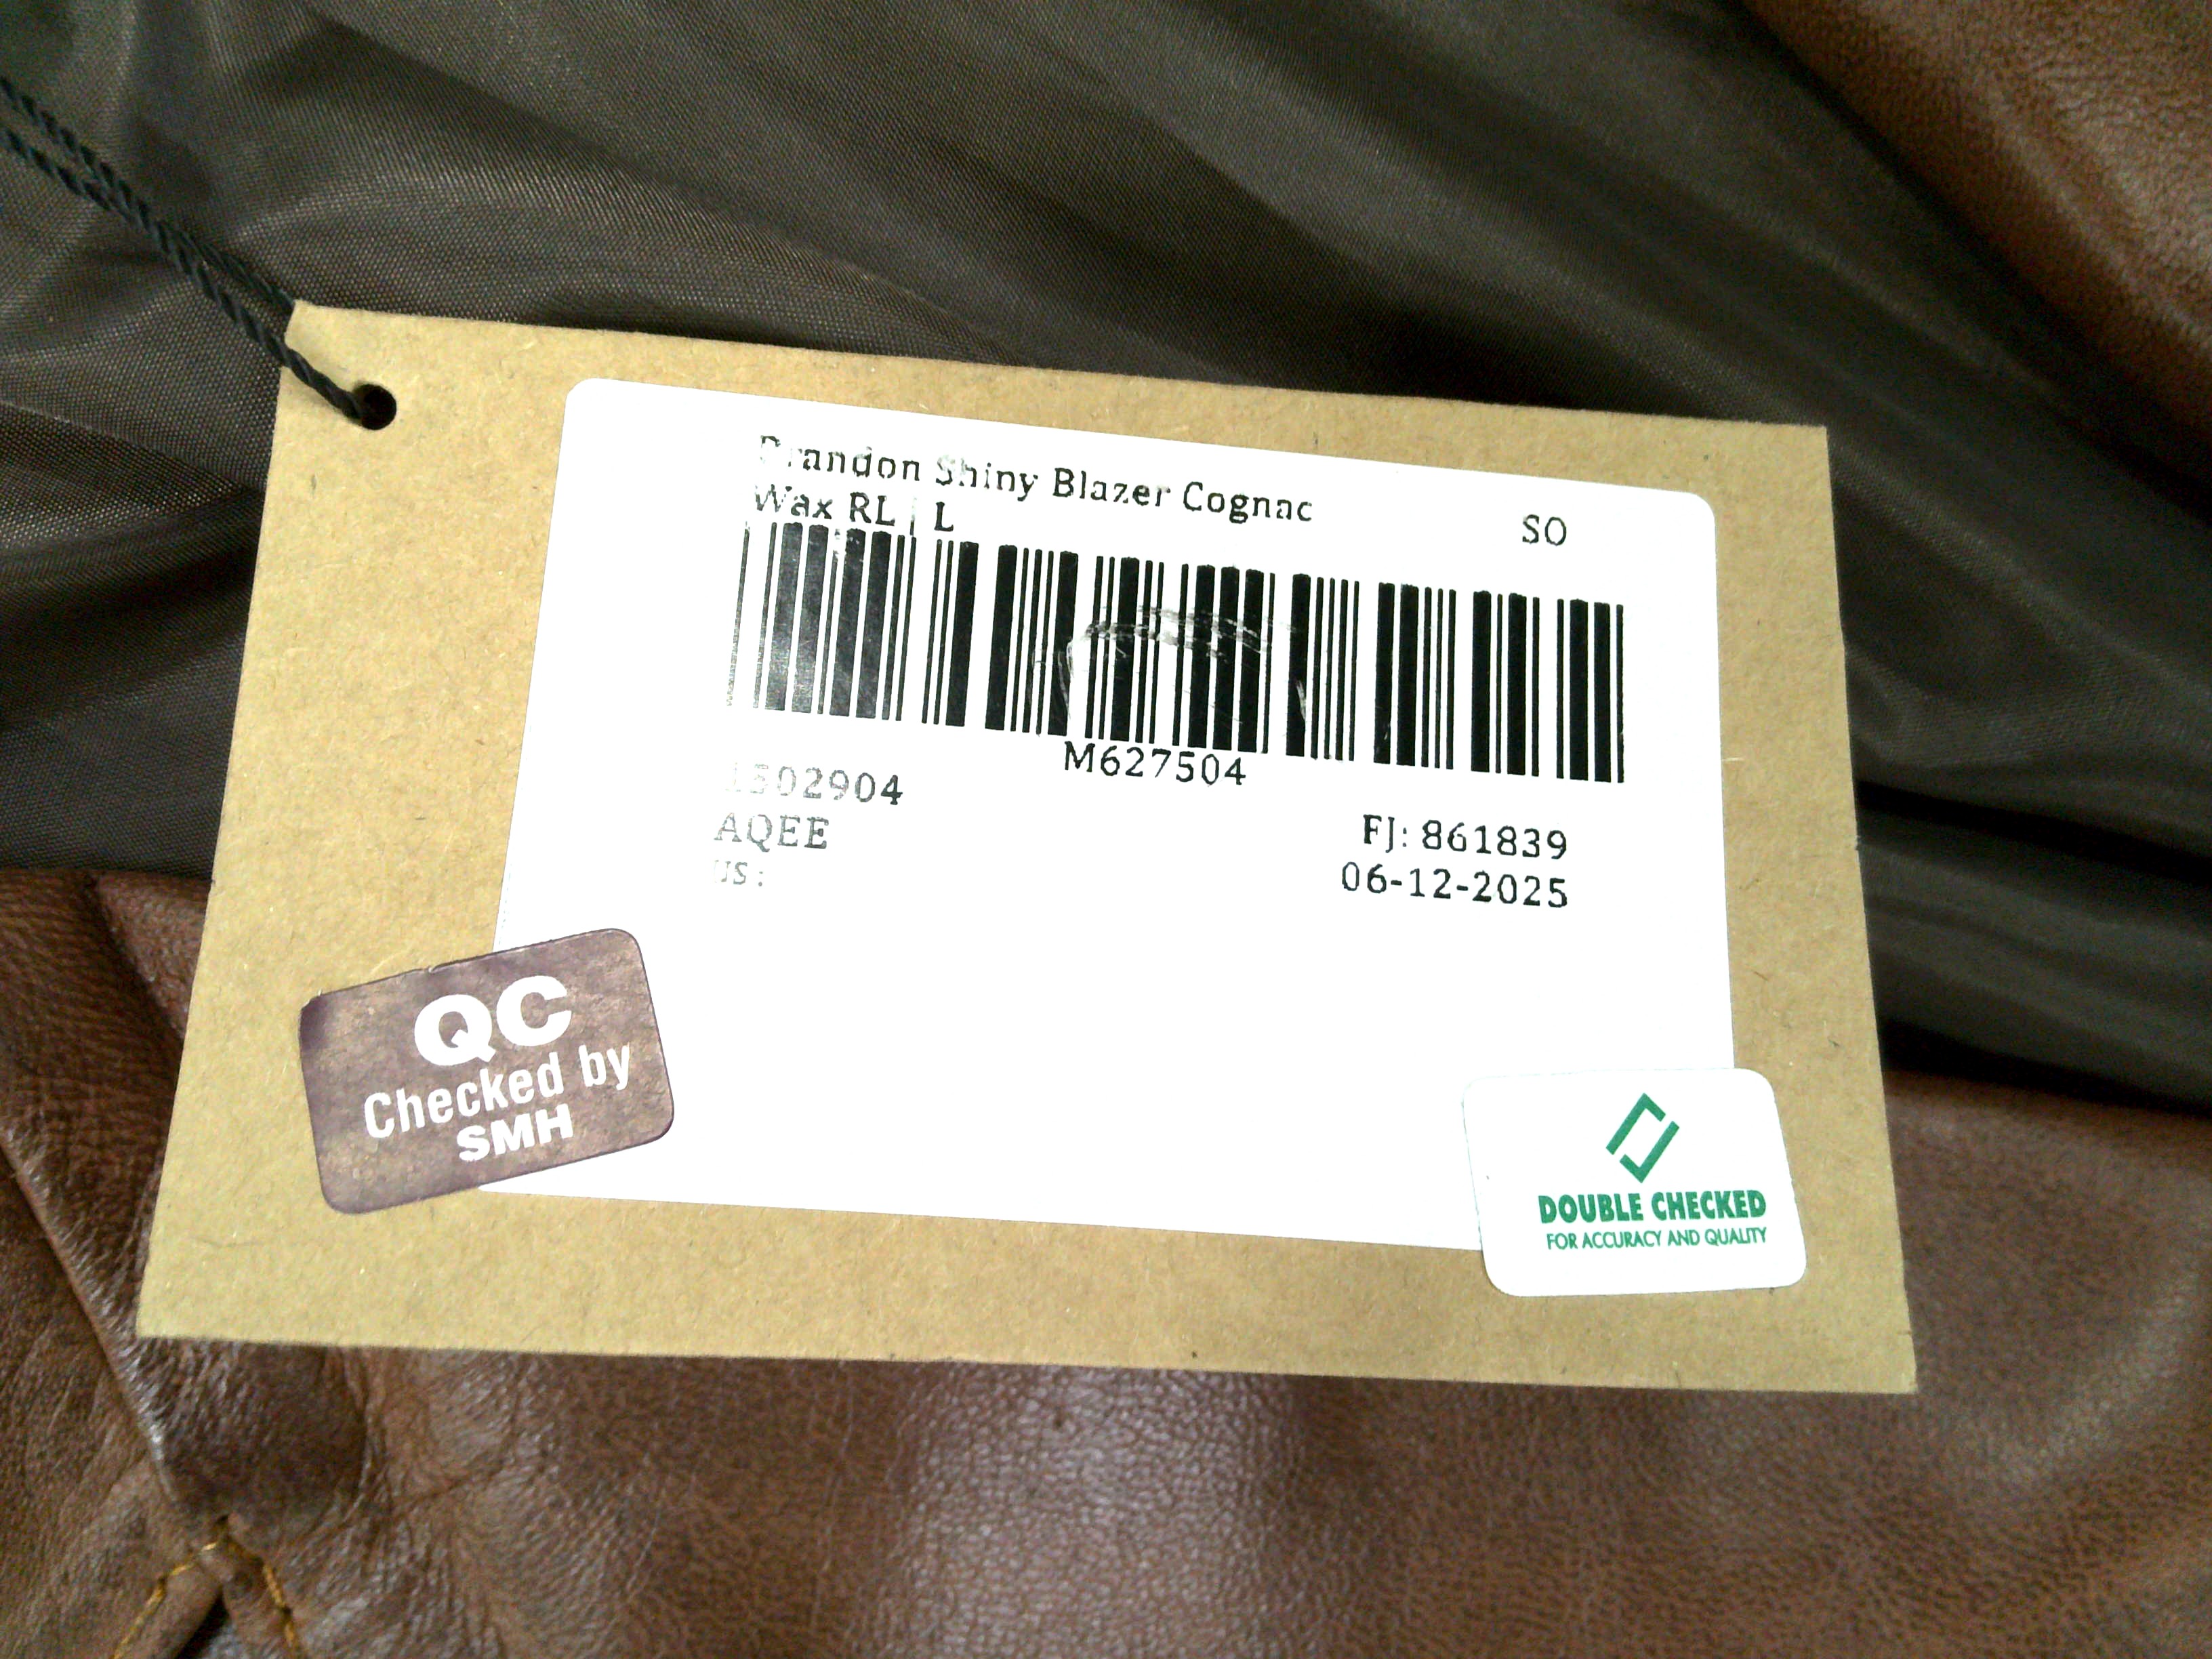 Brandon Shiny Blazer Cognac
Wax RL | L
SO
M627504
1502904
AQEE
US :
FJ: 861839
06-12-2025
QC
Checked by
SMH
DOUBLE CHECKED
FOR ACCURACY AND QUALITY